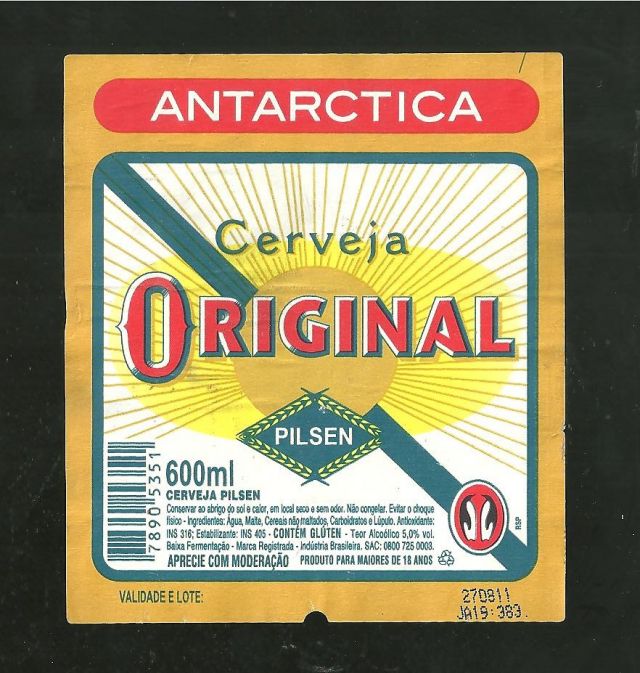 ANTARCTICA
Cerveja
ORIGINAL
PILSEN
600ml
CERVEJA PILSEN
Conservar ao abrigo do sol e calor, em local seco e sem odor. Não congelar. Evitar o choque
físico - Ingredientes: Água, Malte, Cereais não maltados, Carboidratos e Lúpulo. Antioxidante:
INS 316; Estabilizante: INS 405 - CONTÉM GLÚTEN - Teor Alcoólico 5,0% vol.
Baixa Fermentação - Marca Registrada - Indústria Brasileira. SAC: 0800 725 0003.
APRECIE COM MODERAÇÃO PRODUTO PARA MAIORES DE 18 ANOS
7890 5351
RSP
VALIDADE E LOTE:
270811
JA19:383.